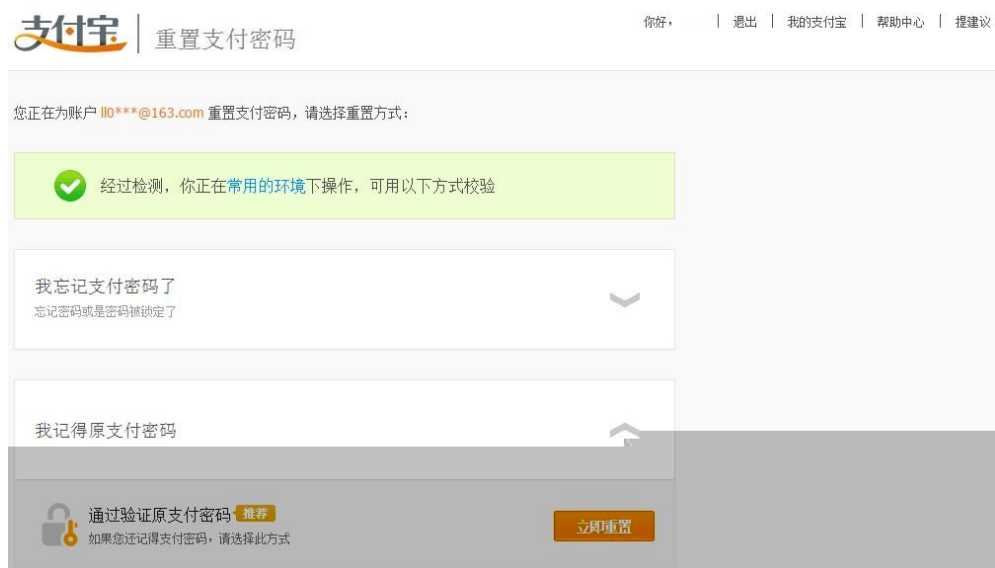 支付宝 重置支付密码
你好， | 退出 | 我的支付宝 | 帮助中心 | 提建议
您正在为账户 ll0***@163.com 重置支付密码，请选择重置方式：
经过检测，你正在常用的环境下操作，可用以下方式校验
我忘记支付密码了
忘记密码或是密码被锁定了
我记得原支付密码
通过验证原支付密码 推荐
如果您还记得支付密码，请选择此方式
立即重置